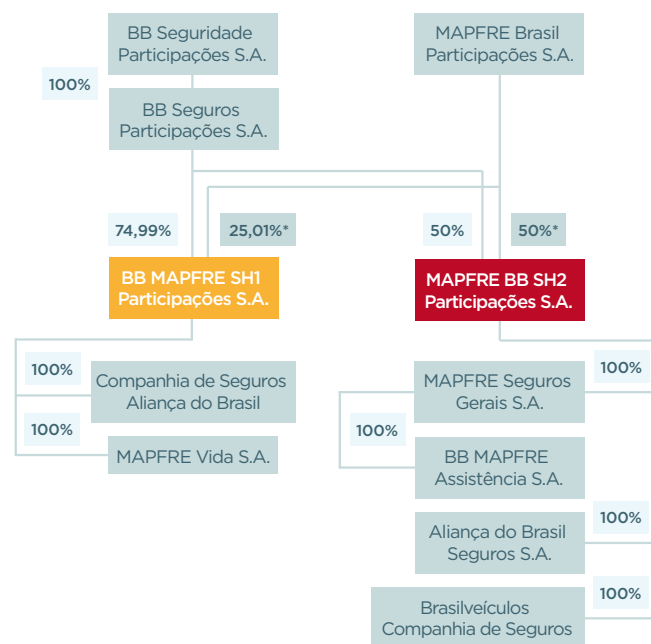 BB Seguridade
Participações S.A.
MAPFRE Brasil
Participações S.A.
100%
BB Seguros
Participações S.A.
74,99%
25,01%*
50%
50%*
BB MAPFRE SH1
Participações S.A.
MAPFRE BB SH2
Participações S.A.
100%
Companhia de Seguros
Aliança do Brasil
100%
MAPFRE Vida S.A.
MAPFRE Seguros
Gerais S.A.
100%
100%
BB MAPFRE
Assistência S.A.
Aliança do Brasil
Seguros S.A.
100%
Brasilveículos
Companhia de Seguros
100%